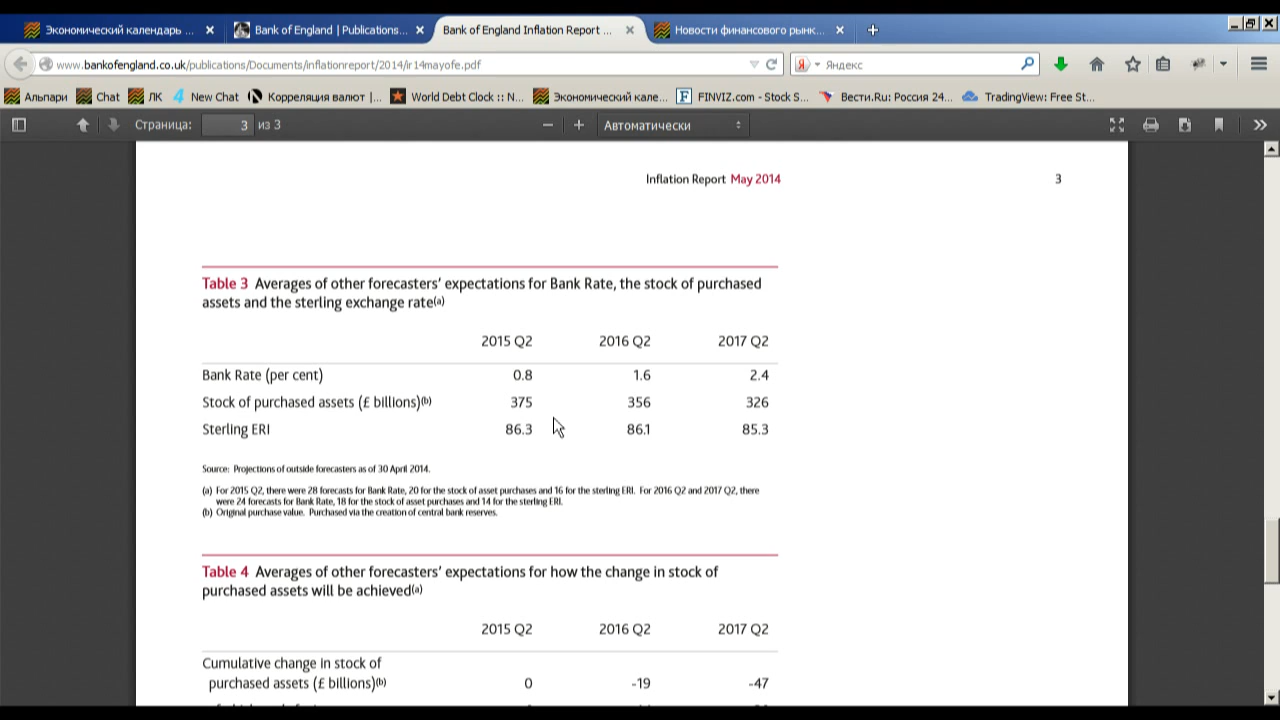 Экономический календарь ...
Bank of England | Publications...
Bank of England Inflation Report ...
Новости финансового рынк...
www.bankofengland.co.uk/publications/Documents/inflationreport/2014/ir14mayofe.pdf
Яндекс
Альпари Chat ЛК New Chat Корреляция валют |... World Debt Clock :: N... Экономический кале... FINVIZ.com - Stock S... Вести.Ru: Россия 24... TradingView: Free St...
Страница: 3 из 3 Автоматически
Inflation Report May 2014 3
Table 3 Averages of other forecasters' expectations for Bank Rate, the stock of purchased
assets and the sterling exchange rate(a)
2015 Q2 2016 Q2 2017 Q2
Bank Rate (per cent) 0.8 1.6 2.4
Stock of purchased assets (£ billions)(b) 375 356 326
Sterling ERI 86.3 86.1 85.3
Source: Projections of outside forecasters as of 30 April 2014.
(a) For 2015 Q2, there were 28 forecasts for Bank Rate, 20 for the stock of asset purchases and 16 for the sterling ERI. For 2016 Q2 and 2017 Q2, there
were 24 forecasts for Bank Rate, 18 for the stock of asset purchases and 14 for the sterling ERI.
(b) Original purchase value. Purchased via the creation of central bank reserves.
Table 4 Averages of other forecasters' expectations for how the change in stock of
purchased assets will be achieved(a)
2015 Q2 2016 Q2 2017 Q2
Cumulative change in stock of
purchased assets (£ billions)(b) 0 -19 -47